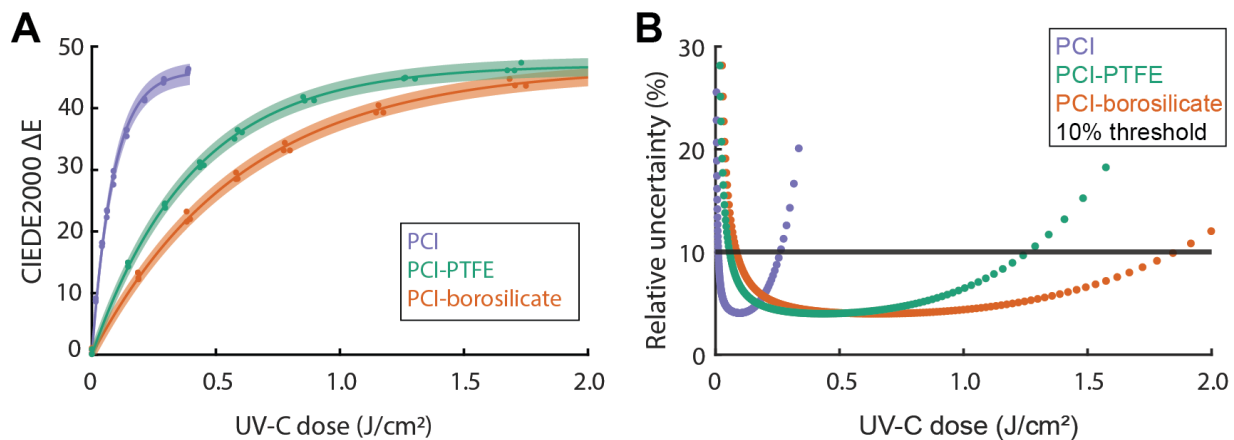 A
CIEDE2000 ΔE
50
40
30
20
10
0
0
0.5
1.0
1.5
2.0
UV-C dose (J/cm²)
PCI
PCI-PTFE
PCI-borosilicate
B
Relative uncertainty (%)
30
20
10
0
0
0.5
1.0
1.5
2.0
UV-C dose (J/cm²)
PCI
PCI-PTFE
PCI-borosilicate
10% threshold